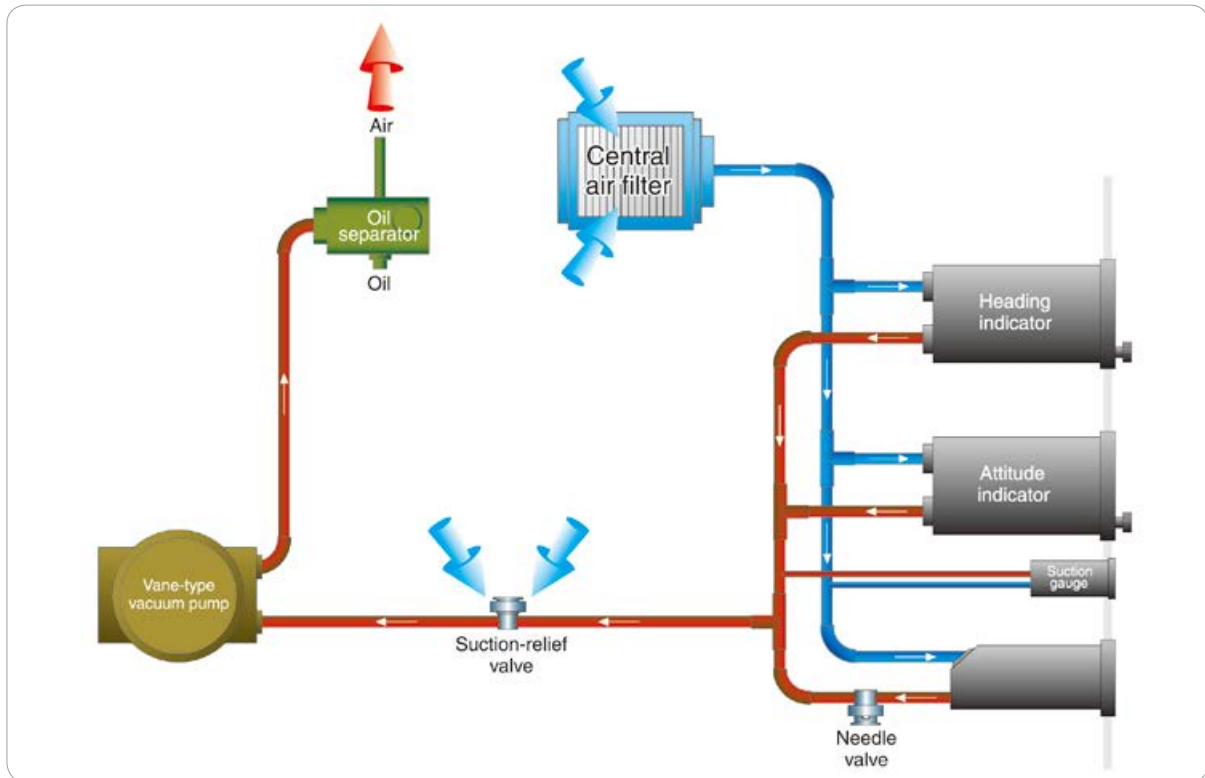 Air
Oil
separator
Oil
Central
air filter
Heading
indicator
Attitude
indicator
Suction
gauge
Vane-type
vacuum pump
Suction-relief
valve
Needle
valve